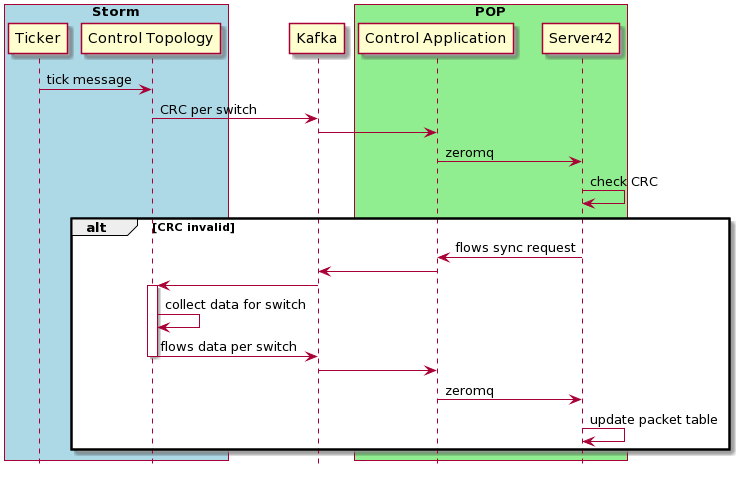 Storm
POP
Ticker
Control Topology
Kafka
Control Application
Server42
tick message
CRC per switch
zeromq
check CRC
alt
[CRC invalid]
flows sync request
collect data for switch
flows data per switch
zeromq
update packet table